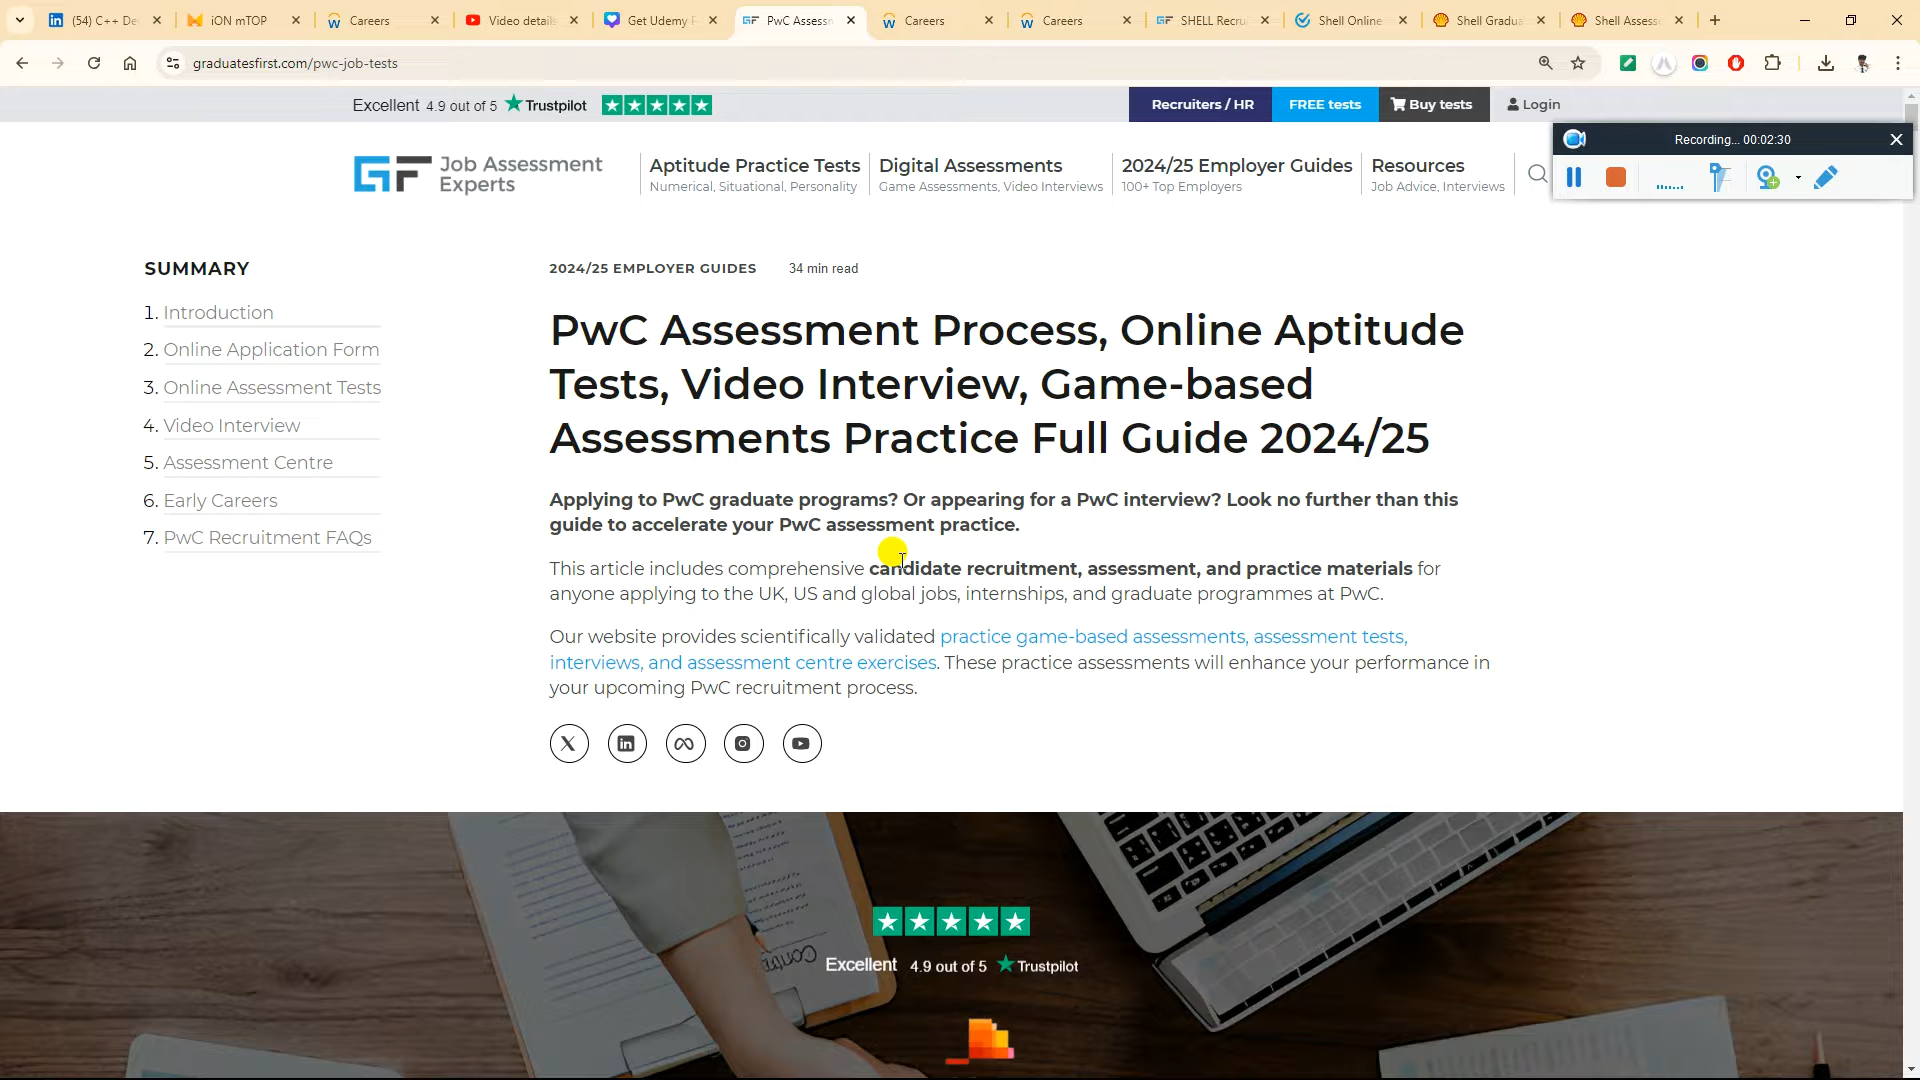 (54) C++ De
iON mTOP
Careers
Video details
Get Udemy
PwC Assessm
Careers
Careers
SHELL Recru
Shell Online
Shell Gradua
Shell Assess
graduatesfirst.com/pwc-job-tests
Excellent 4.9 out of 5 Trustpilot
Recruiters / HR
FREE tests
Buy tests
Login
Recording... 00:02:30
GF Job Assessment
Experts
Aptitude Practice Tests
Numerical, Situational, Personality
Digital Assessments
Game Assessments, Video Interviews
2024/25 Employer Guides
100+ Top Employers
Resources
Job Advice, Interviews
SUMMARY
1. Introduction
2. Online Application Form
3. Online Assessment Tests
4. Video Interview
5. Assessment Centre
6. Early Careers
7. PwC Recruitment FAQs
2024/25 EMPLOYER GUIDES 34 min read
PwC Assessment Process, Online Aptitude
Tests, Video Interview, Game-based
Assessments Practice Full Guide 2024/25
Applying to PwC graduate programs? Or appearing for a PwC interview? Look no further than this
guide to accelerate your PwC assessment practice.
This article includes comprehensive candidate recruitment, assessment, and practice materials for
anyone applying to the UK, US and global jobs, internships, and graduate programmes at PwC.
Our website provides scientifically validated practice game-based assessments, assessment tests,
interviews, and assessment centre exercises. These practice assessments will enhance your performance in
your upcoming PwC recruitment process.
Excellent 4.9 out of 5 Trustpilot